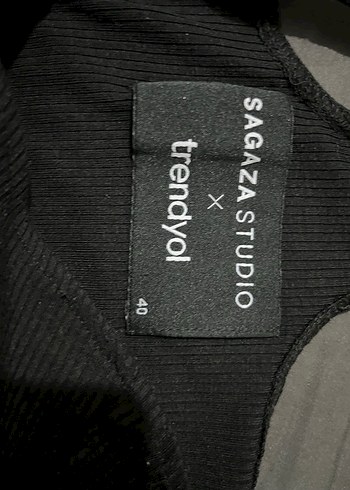 SAGAZA STUDIO
×
trendyol
40